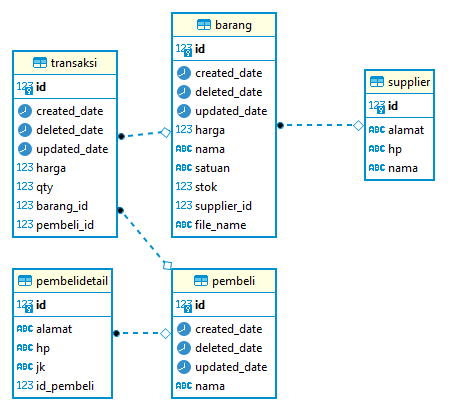 transaksi
123 id
created_date
deleted_date
updated_date
123 harga
123 qty
123 barang_id
123 pembeli_id
barang
123 id
created_date
deleted_date
updated_date
123 harga
ABC nama
ABC satuan
123 stok
123 supplier_id
ABC file_name
supplier
123 id
ABC alamat
ABC hp
ABC nama
pembelidetail
123 id
ABC alamat
ABC hp
ABC jk
123 id_pembeli
pembeli
123 id
created_date
deleted_date
updated_date
ABC nama